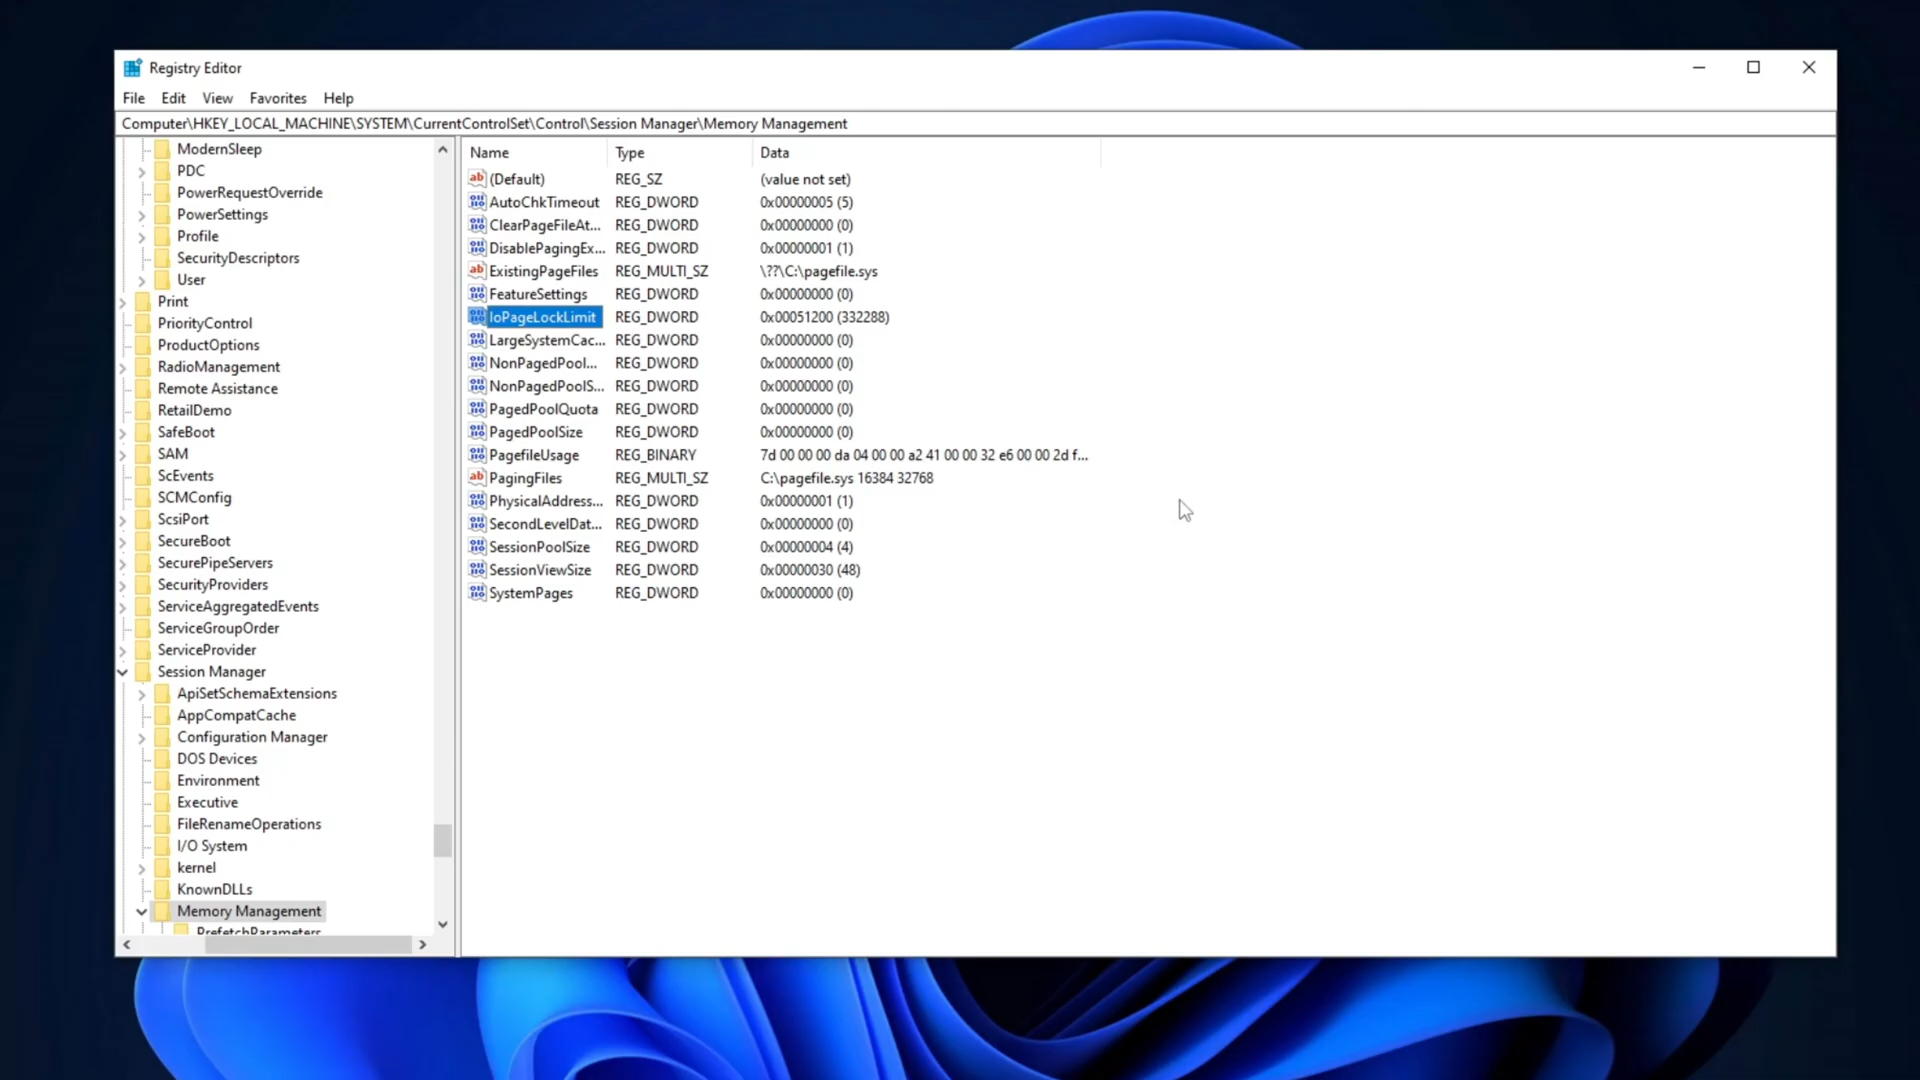 Registry Editor
File Edit View Favorites Help
Computer\HKEY_LOCAL_MACHINE\SYSTEM\CurrentControlSet\Control\Session Manager\Memory Management
ModernSleep
PDC
PowerRequestOverride
PowerSettings
Profile
SecurityDescriptors
User
Print
PriorityControl
ProductOptions
RadioManagement
Remote Assistance
RetailDemo
SafeBoot
SAM
ScEvents
SCMConfig
ScsiPort
SecureBoot
SecurePipeServers
SecurityProviders
ServiceAggregatedEvents
ServiceGroupOrder
ServiceProvider
Session Manager
ApiSetSchemaExtensions
AppCompatCache
Configuration Manager
DOS Devices
Environment
Executive
FileRenameOperations
I/O System
kernel
KnownDLLs
Memory Management
PrefetchParameters
Name Type Data
(Default) REG_SZ (value not set)
AutoChkTimeout REG_DWORD 0x00000005 (5)
ClearPageFileAt... REG_DWORD 0x00000000 (0)
DisablePagingEx... REG_DWORD 0x00000001 (1)
ExistingPageFiles REG_MULTI_SZ \??\C:\pagefile.sys
FeatureSettings REG_DWORD 0x00000000 (0)
IoPageLockLimit REG_DWORD 0x00051200 (332288)
LargeSystemCac... REG_DWORD 0x00000000 (0)
NonPagedPool... REG_DWORD 0x00000000 (0)
NonPagedPoolS... REG_DWORD 0x00000000 (0)
PagedPoolQuota REG_DWORD 0x00000000 (0)
PagedPoolSize REG_DWORD 0x00000000 (0)
PagefileUsage REG_BINARY 7d 00 00 00 da 04 00 00 a2 41 00 00 32 e6 00 00 2d f...
PagingFiles REG_MULTI_SZ C:\pagefile.sys 16384 32768
PhysicalAddress... REG_DWORD 0x00000001 (1)
SecondLevelDat... REG_DWORD 0x00000000 (0)
SessionPoolSize REG_DWORD 0x00000004 (4)
SessionViewSize REG_DWORD 0x00000030 (48)
SystemPages REG_DWORD 0x00000000 (0)